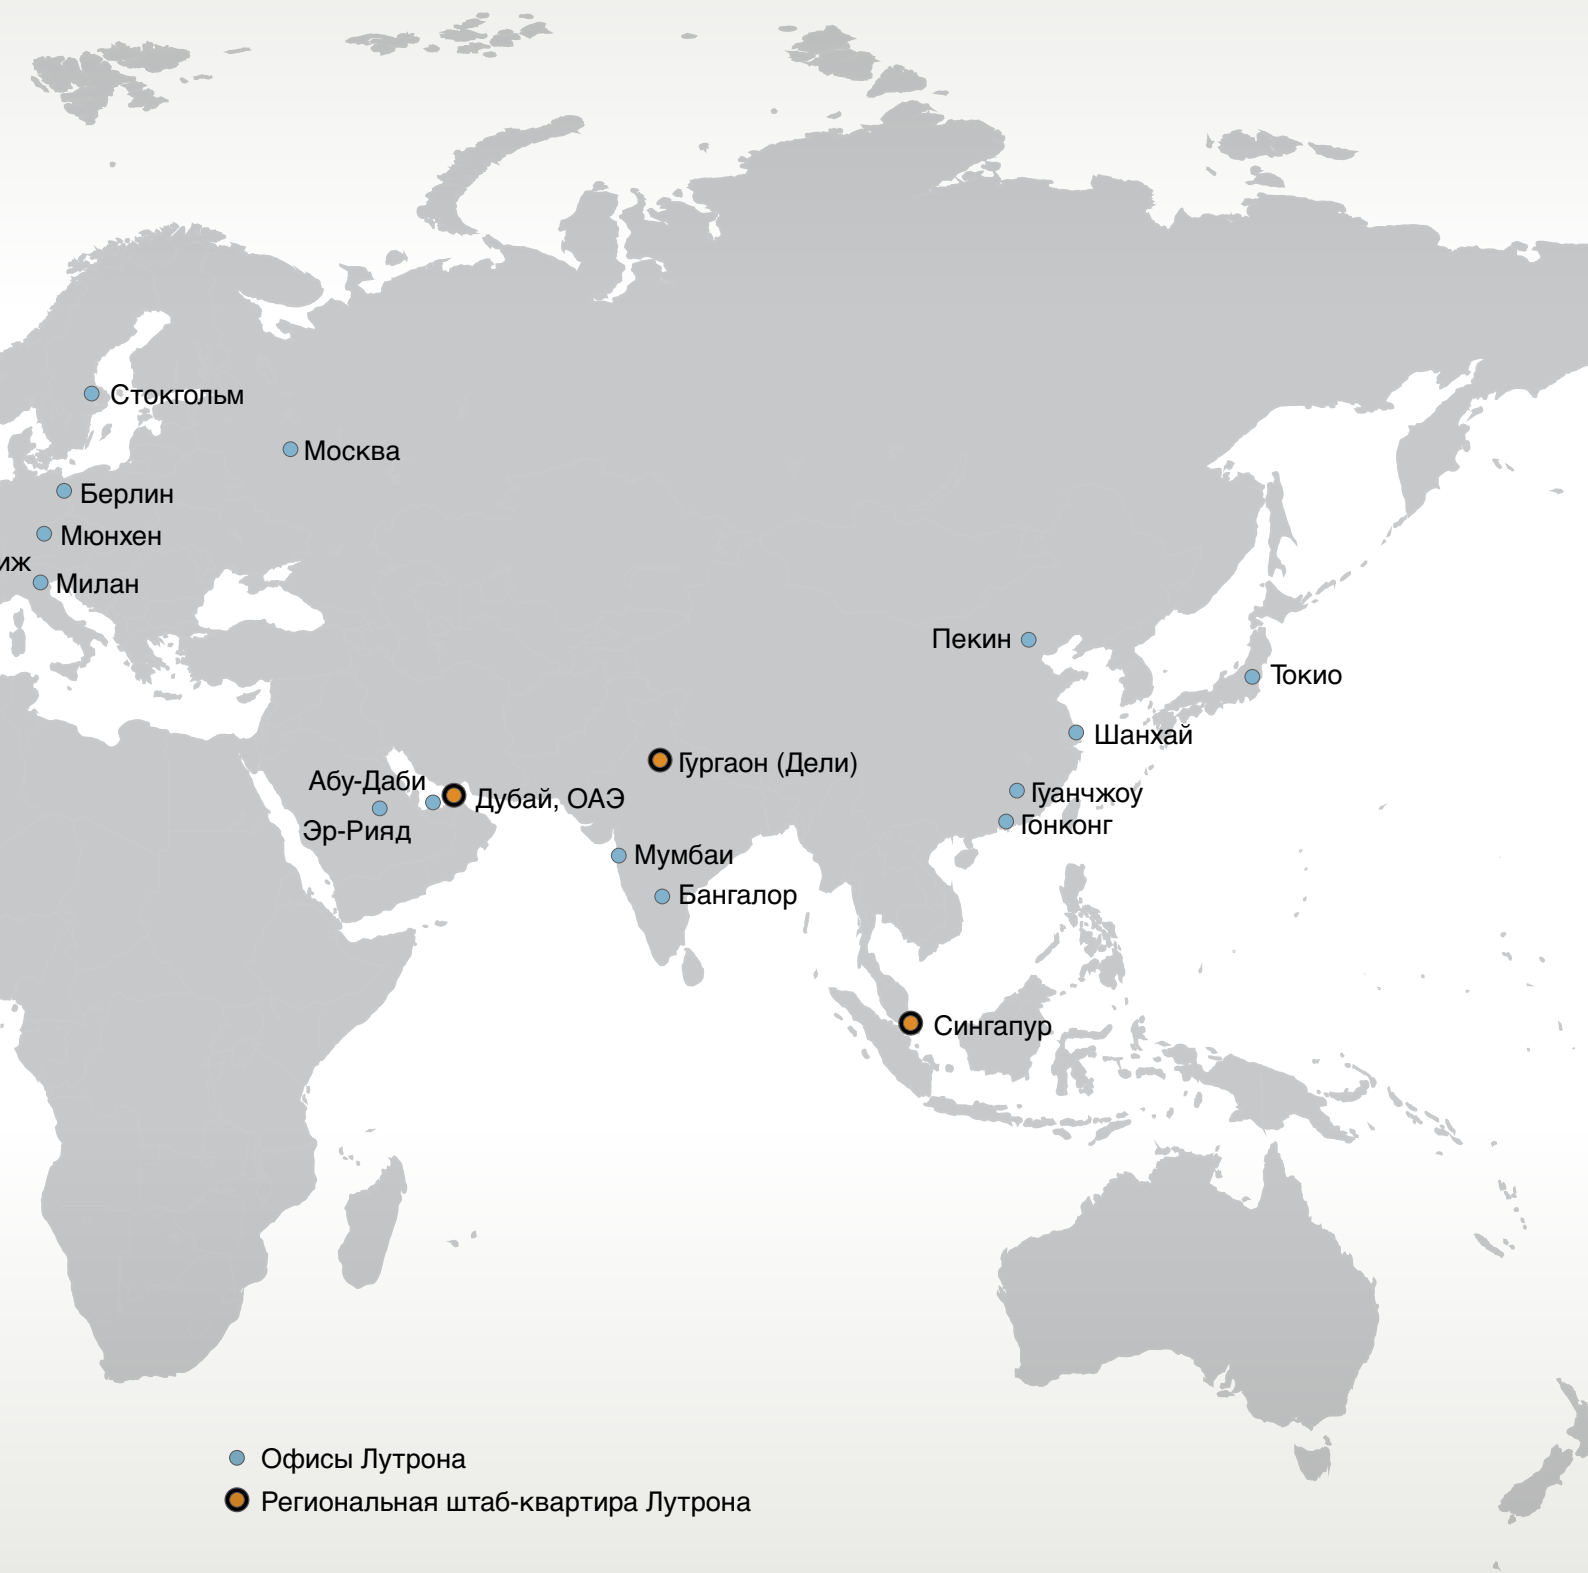 Стокгольм
Москва
Берлин
Мюнхен
иж
Милан
Пекин
Токио
Шанхай
Гургаон (Дели)
Абу-Даби
Дубай, ОАЭ
Гуанчжоу
Эр-Рияд
Гонконг
Мумбаи
Бангалор
Сингапур
Офисы Лутрона
Региональная штаб-квартира Лутрона